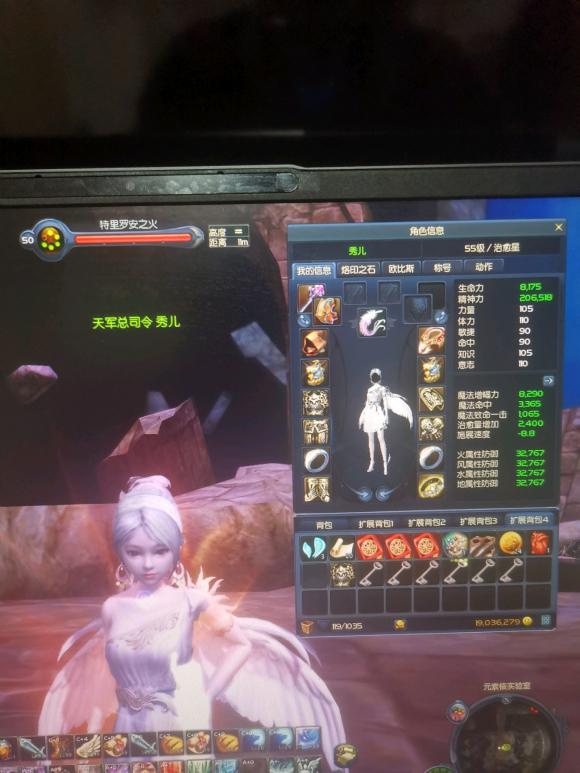 特里罗安之火
50
高度 =
距离 11m
天军总司令 秀儿
角色信息
秀儿 55级 / 治愈星
我的信息 烙印之石 欧比斯 称号 动作
生命力 8,175
精神力 206,518
力量 105
体力 110
敏捷 90
命中 90
知识 105
意志 110
魔法增幅力 8,290
魔法命中 3,365
魔法致命一击 1,065
治愈量增加 2,400
施展速度 -8.8
火属性防御 32,767
风属性防御 32,767
水属性防御 32,767
地属性防御 32,767
背包 扩展背包1 扩展背包2 扩展背包3 扩展背包4
119/1035 19,036,279
元素核实验室